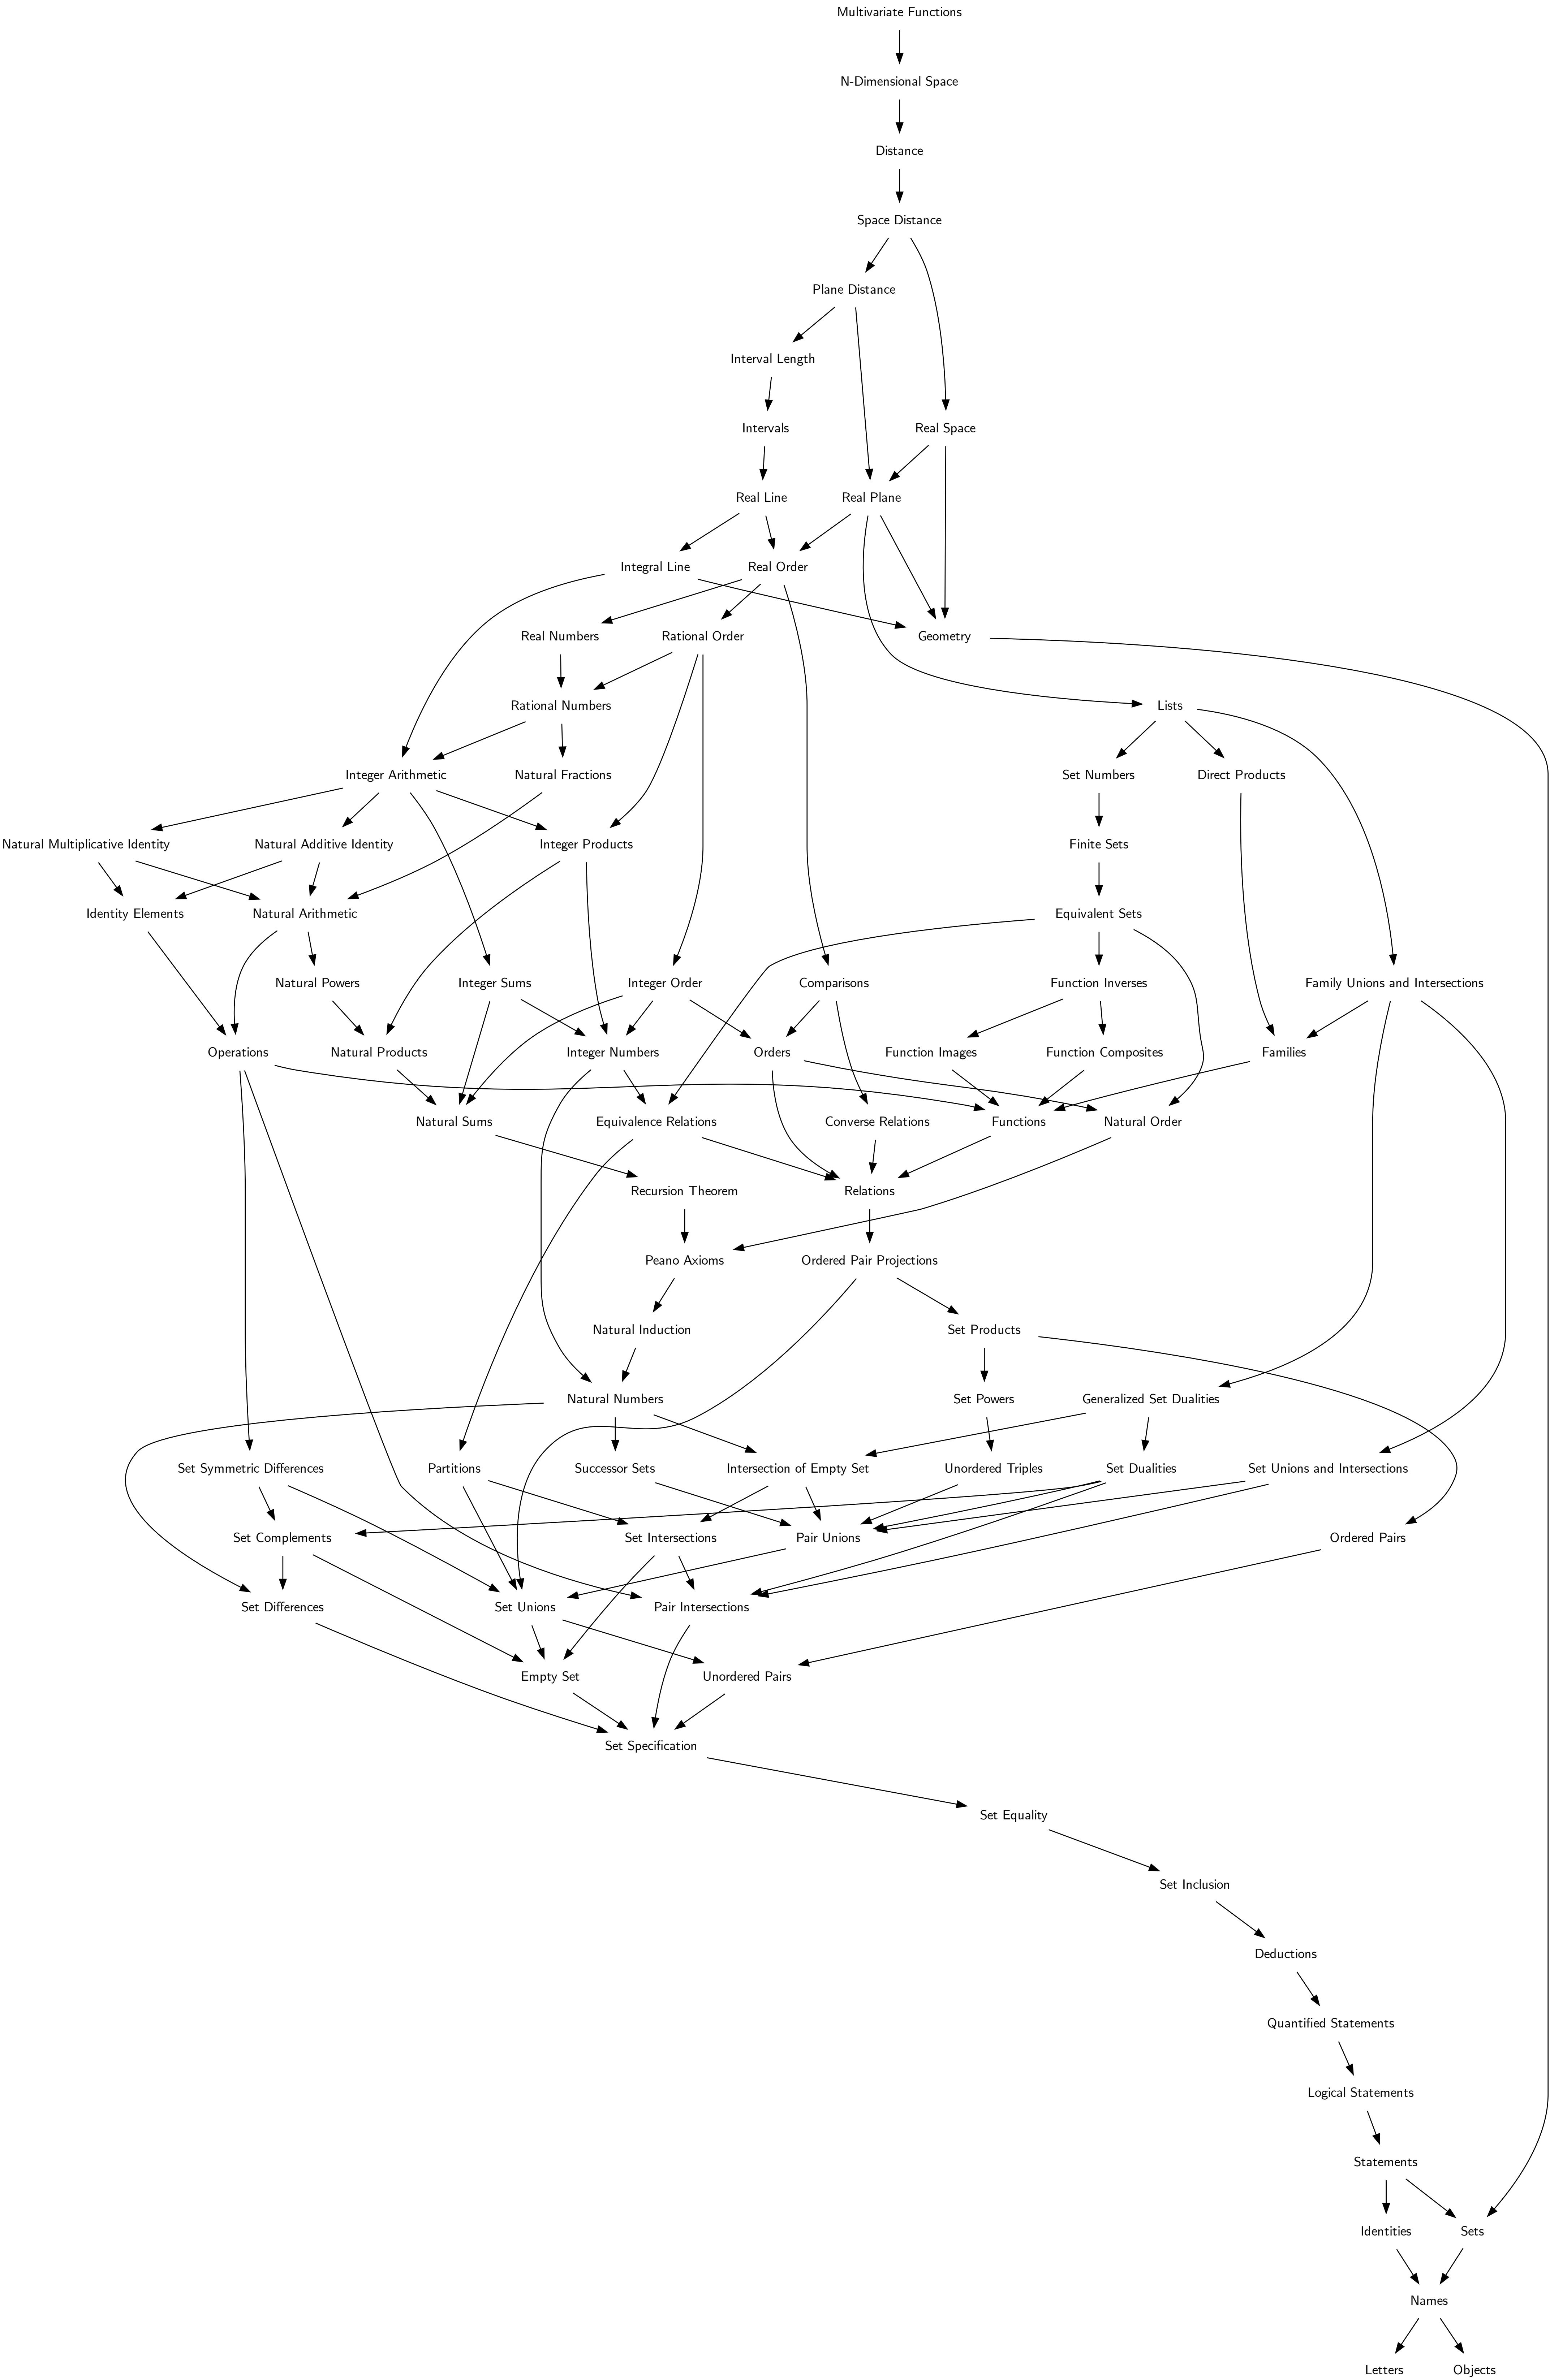 Multivariate Functions
N-Dimensional Space
Distance
Space Distance
Plane Distance
Interval Length
Intervals
Real Space
Real Line
Real Plane
Integral Line
Real Order
Real Numbers
Rational Order
Geometry
Rational Numbers
Lists
Integer Arithmetic
Natural Fractions
Set Numbers
Direct Products
Natural Multiplicative Identity
Natural Additive Identity
Integer Products
Finite Sets
Identity Elements
Natural Arithmetic
Equivalent Sets
Natural Powers
Integer Sums
Integer Order
Comparisons
Function Inverses
Family Unions and Intersections
Operations
Natural Products
Integer Numbers
Orders
Function Images
Function Composites
Families
Natural Sums
Equivalence Relations
Converse Relations
Functions
Natural Order
Recursion Theorem
Relations
Peano Axioms
Ordered Pair Projections
Natural Induction
Set Products
Natural Numbers
Set Powers
Generalized Set Dualities
Set Symmetric Differences
Partitions
Successor Sets
Intersection of Empty Set
Unordered Triples
Set Dualities
Set Unions and Intersections
Set Complements
Set Intersections
Pair Unions
Ordered Pairs
Set Differences
Set Unions
Pair Intersections
Empty Set
Unordered Pairs
Set Specification
Set Equality
Set Inclusion
Deductions
Quantified Statements
Logical Statements
Statements
Identities
Sets
Names
Letters
Objects